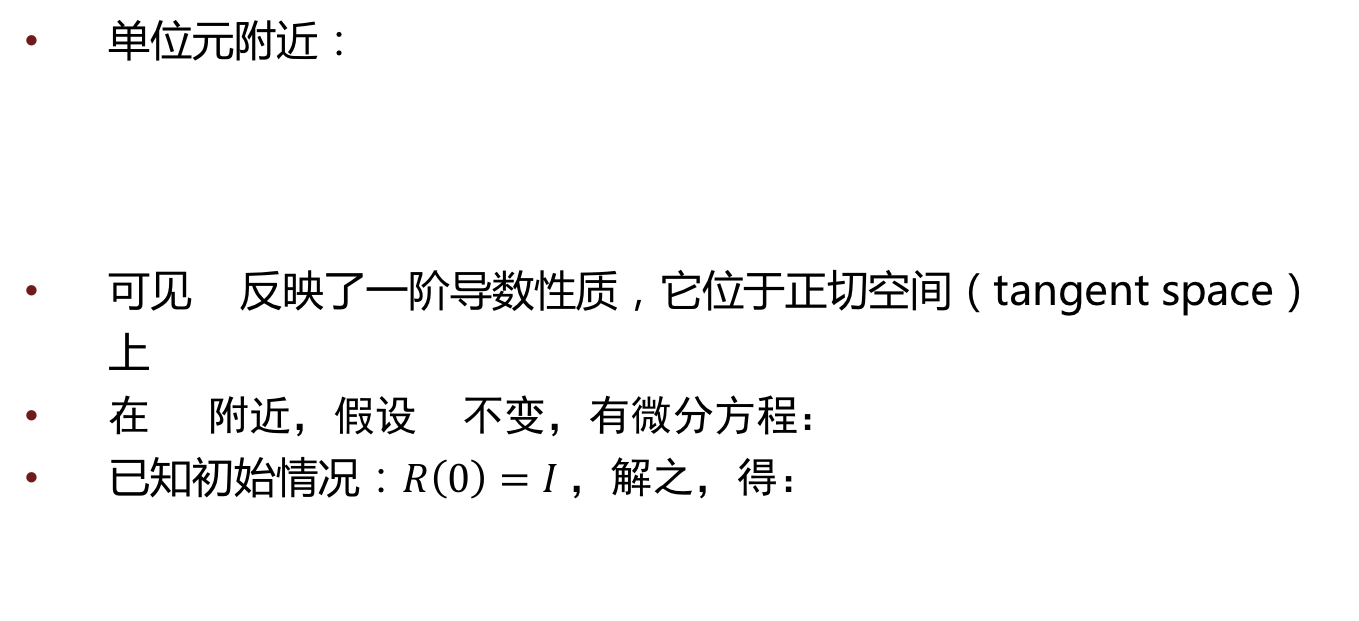 • 单位元附近：
• 可见 反映了一阶导数性质，它位于正切空间（tangent space）
上
• 在 附近，假设 不变，有微分方程：
• 已知初始情况：R(0) = I ，解之，得：